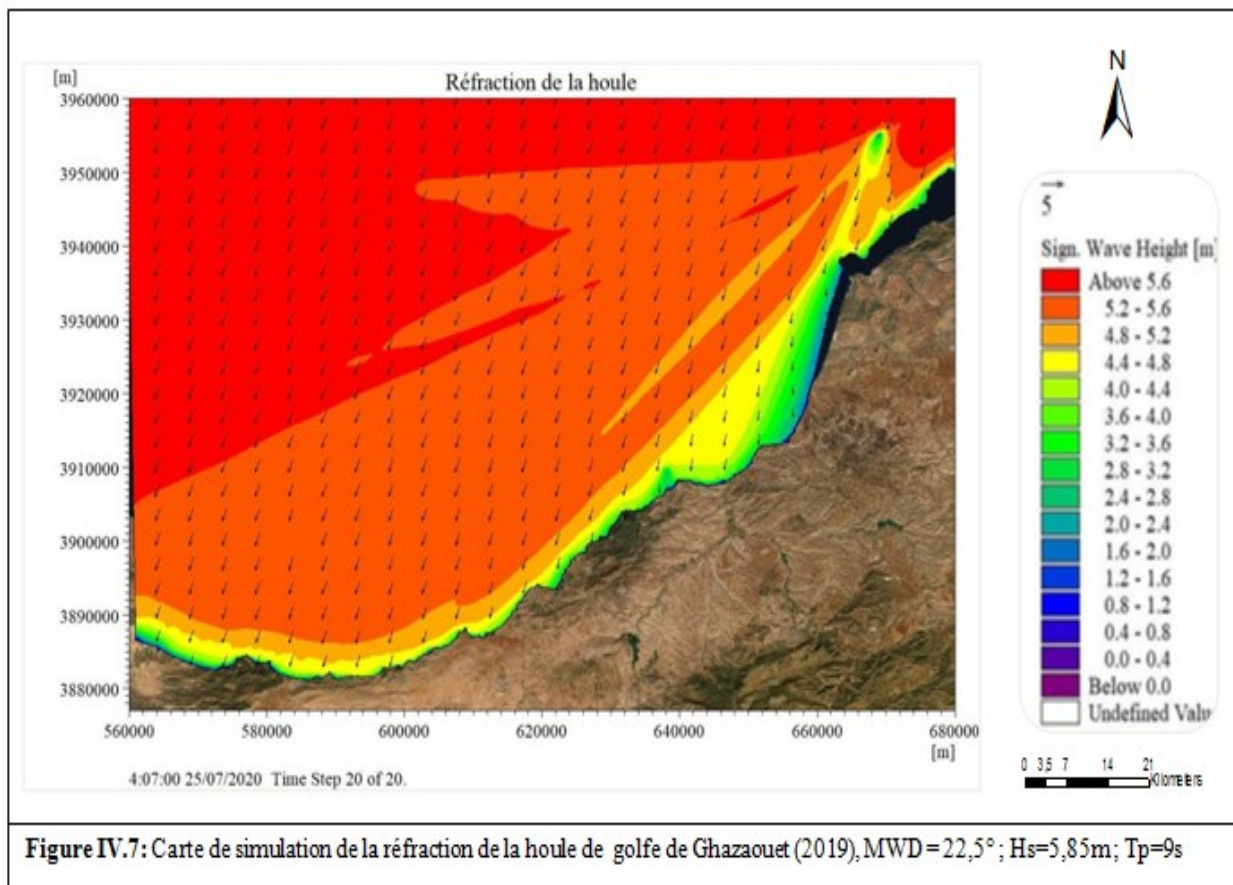 [m]
Réfraction de la houle
3960000
3950000
3940000
3930000
3920000
3910000
3900000
3890000
3880000
560000 580000 600000 620000 640000 660000 680000
[m]
4:07:00 25/07/2020 Time Step 20 of 20.
N
5
Sign. Wave Height [m]
Above 5.6
5.2 - 5.6
4.8 - 5.2
4.4 - 4.8
4.0 - 4.4
3.6 - 4.0
3.2 - 3.6
2.8 - 3.2
2.4 - 2.8
2.0 - 2.4
1.6 - 2.0
1.2 - 1.6
0.8 - 1.2
0.4 - 0.8
0.0 - 0.4
Below 0.0
Undefined Valu
0 3,5 7 14 21
Kilometers
Figure IV.7: Carte de simulation de la réfraction de la houle de golfe de Ghazaouet (2019), MWD = 22,5° ; Hs=5,85m ; Tp=9s